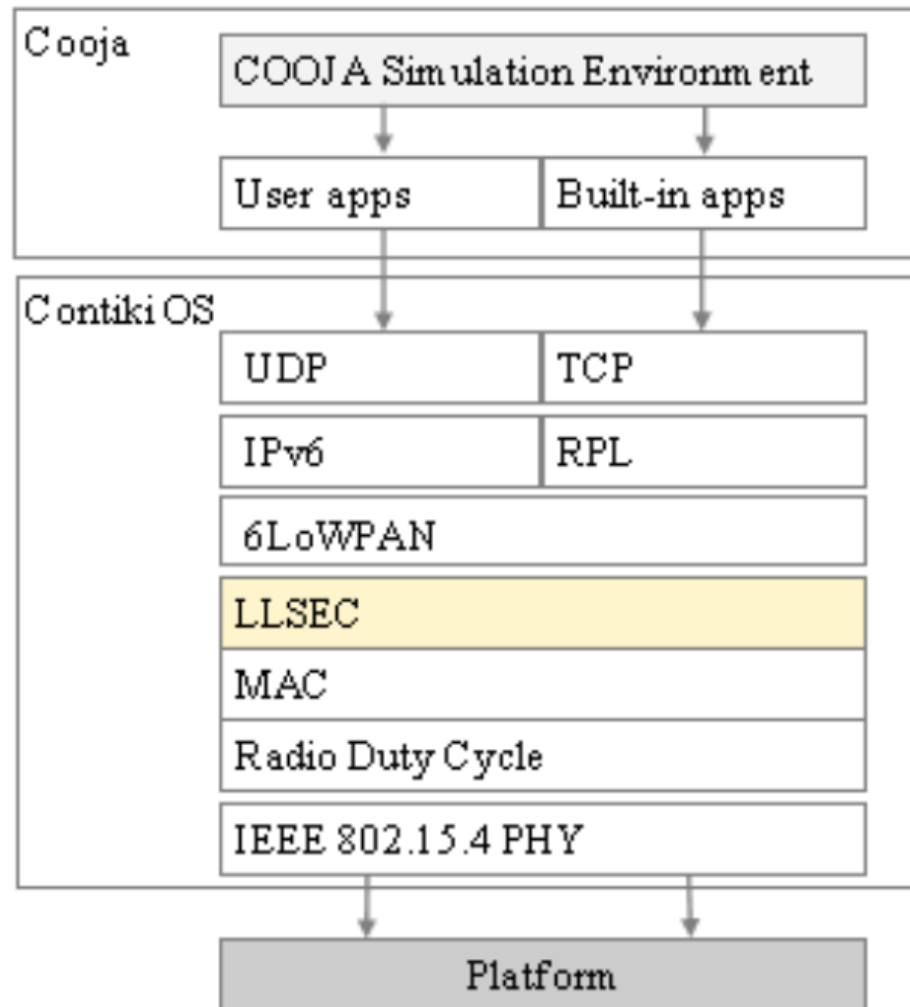 Cooja
COOJA Simulation Environment
User apps
Built-in apps
Contiki OS
UDP
TCP
IPv6
RPL
6LoWPAN
LLSEC
MAC
Radio Duty Cycle
IEEE 802.15.4 PHY
Platform